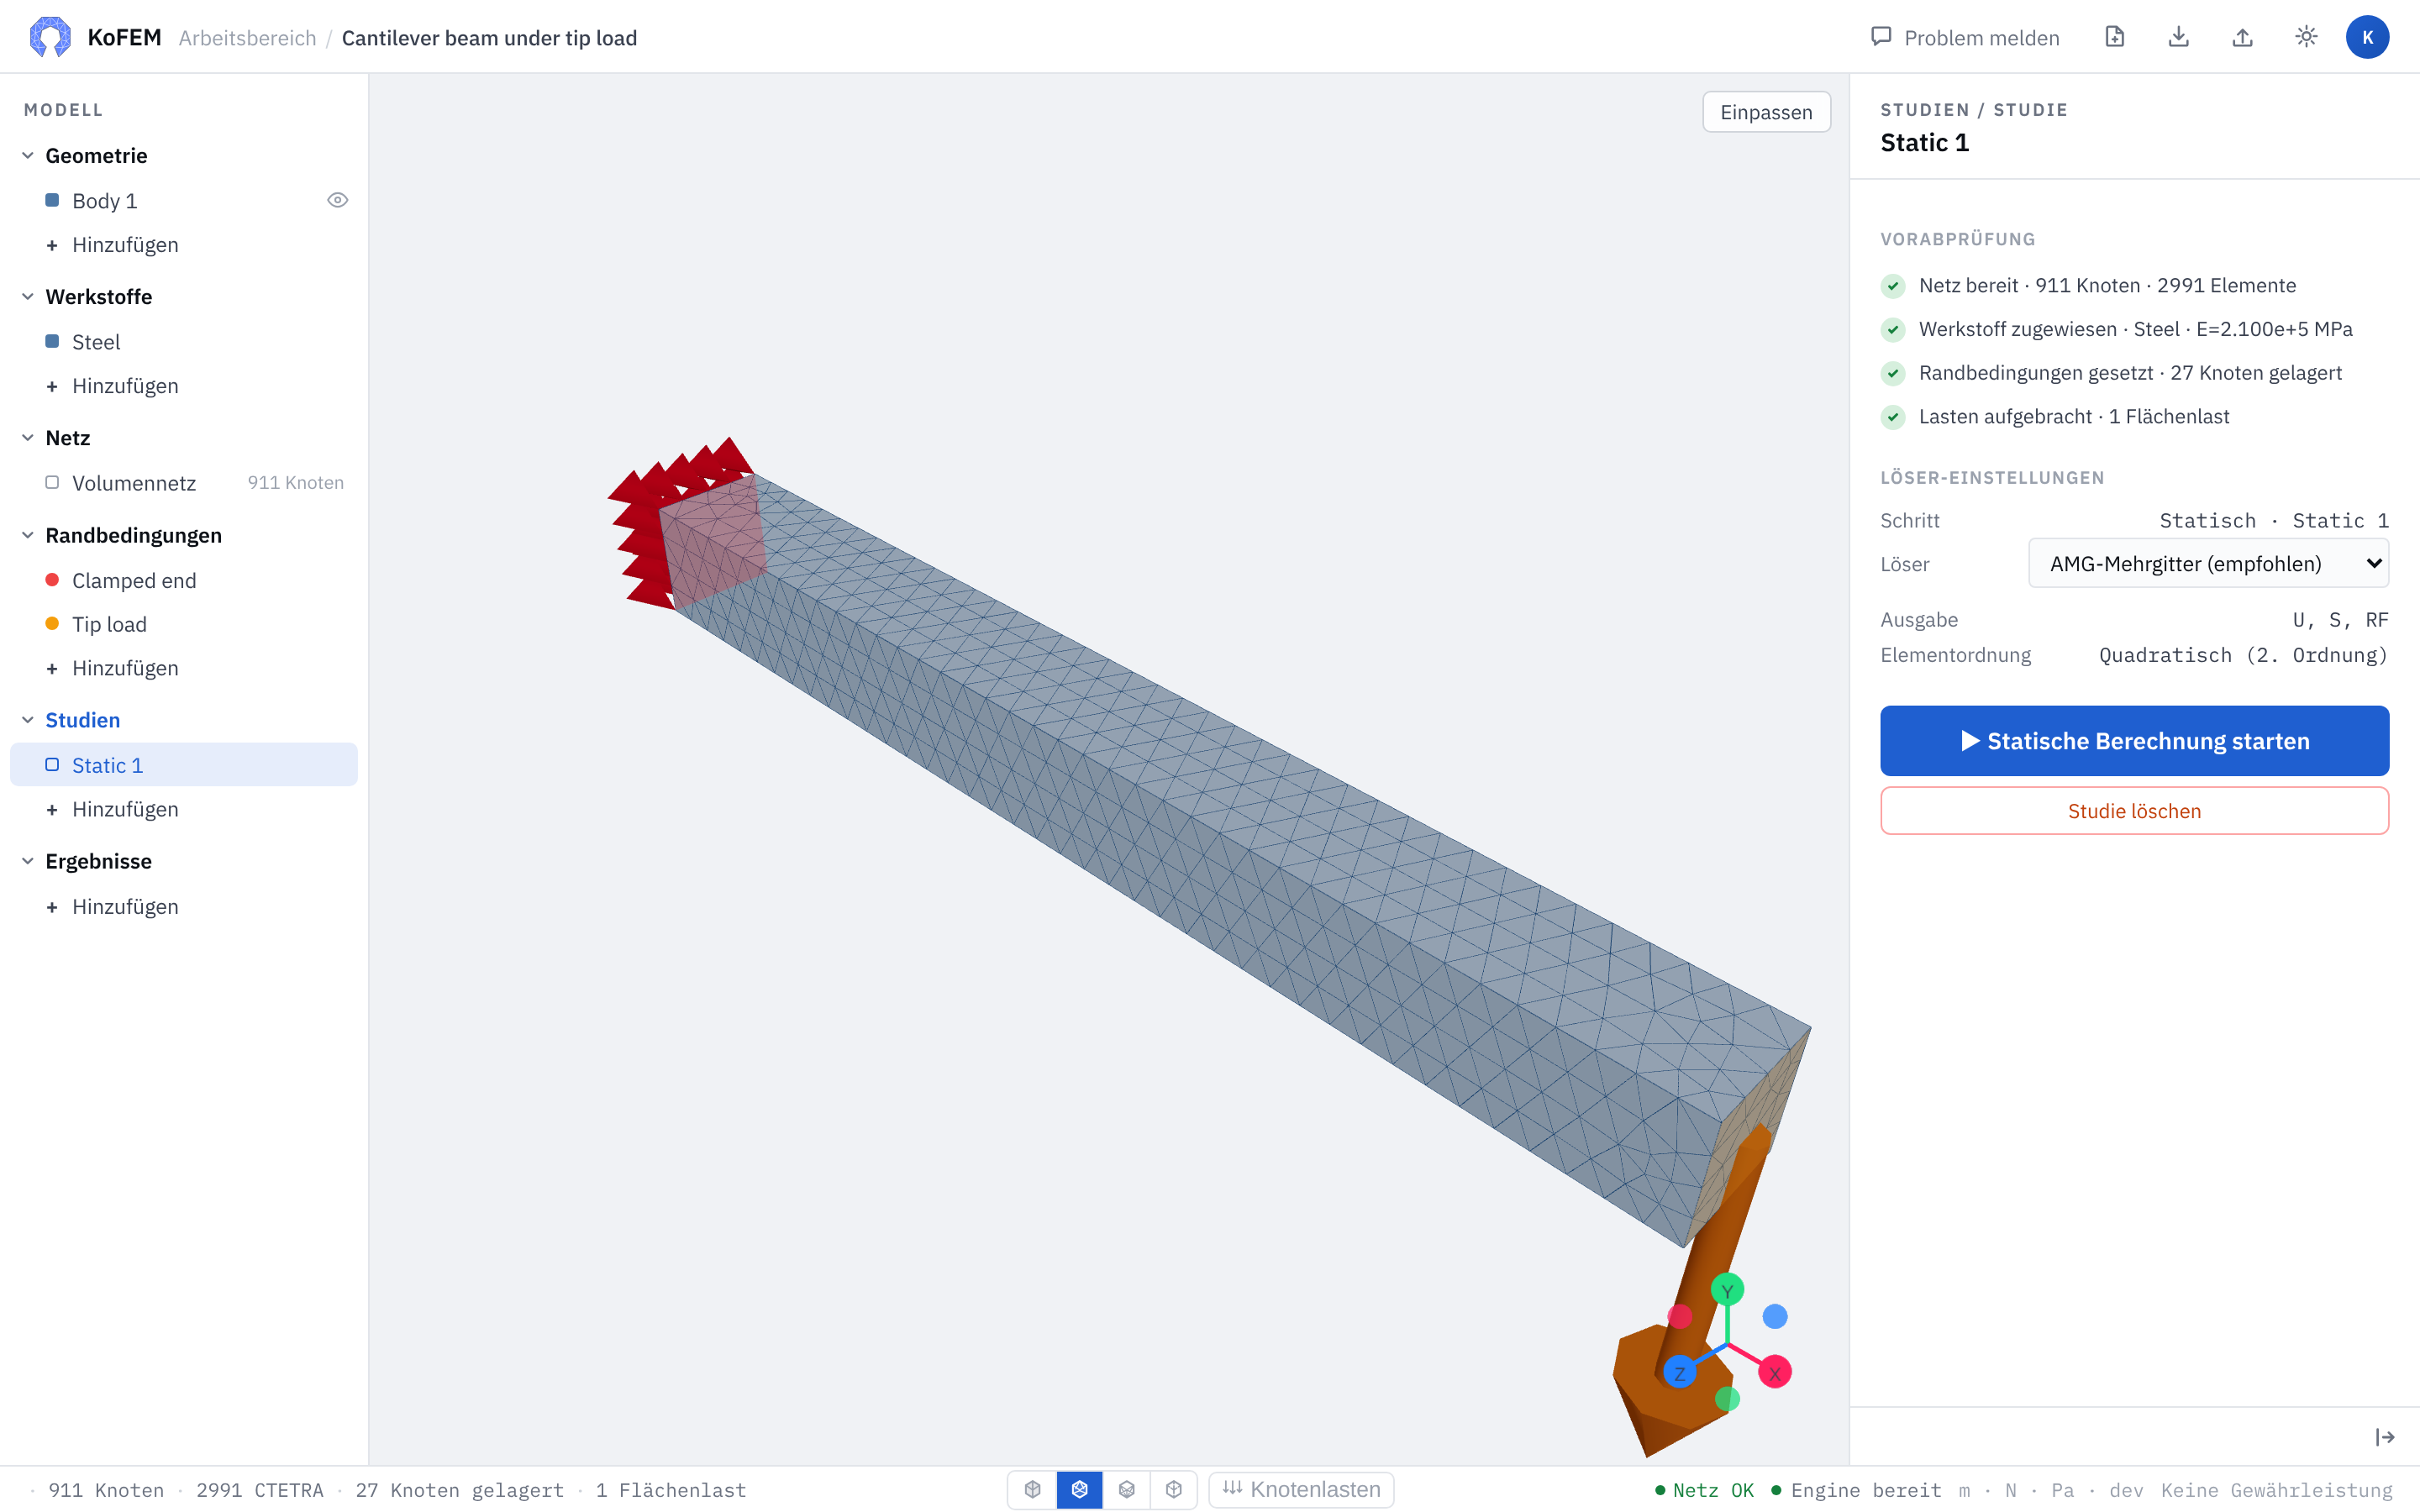 KoFEM Arbeitsbereich / Cantilever beam under tip load
Problem melden
K
MODELL
Geometrie
Body 1
+ Hinzufügen
Werkstoffe
Steel
+ Hinzufügen
Netz
Volumennetz 911 Knoten
Randbedingungen
Clamped end
Tip load
+ Hinzufügen
Studien
Static 1
+ Hinzufügen
Ergebnisse
+ Hinzufügen
Einpassen
Y
Z
X
STUDIEN / STUDIE
Static 1
VORABPRÜFUNG
Netz bereit · 911 Knoten · 2991 Elemente
Werkstoff zugewiesen · Steel · E=2.100e+5 MPa
Randbedingungen gesetzt · 27 Knoten gelagert
Lasten aufgebracht · 1 Flächenlast
LÖSER-EINSTELLUNGEN
Schritt Statisch · Static 1
Löser AMG-Mehrgitter (empfohlen)
Ausgabe U, S, RF
Elementordnung Quadratisch (2. Ordnung)
Statische Berechnung starten
Studie löschen
· 911 Knoten · 2991 CTETRA · 27 Knoten gelagert · 1 Flächenlast
Knotenlasten
Netz OK Engine bereit m · N · Pa · dev Keine Gewährleistung